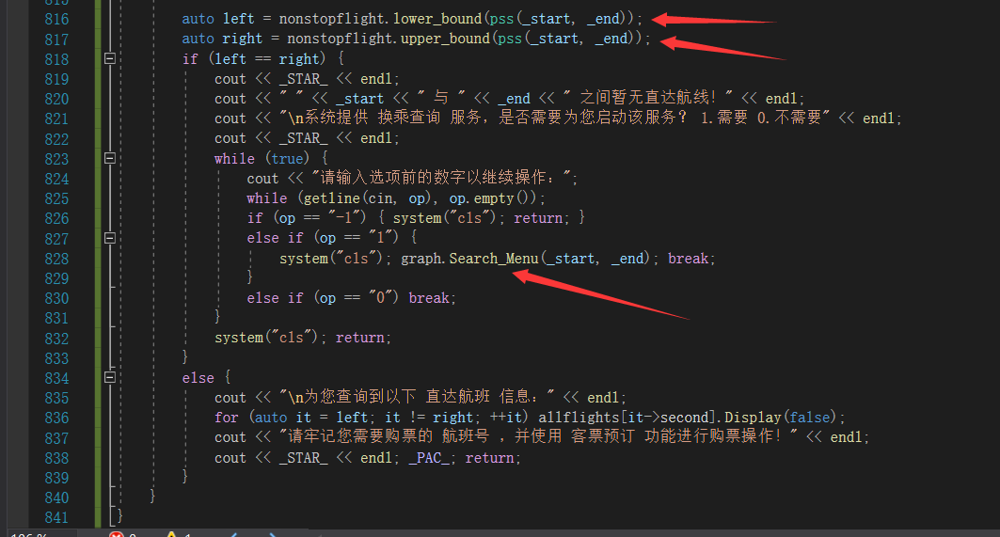 816 auto left = nonstopflight.lower_bound(pss(_start, _end));
817 auto right = nonstopflight.upper_bound(pss(_start, _end));
818 if (left == right) {
819 cout << _STAR_ << endl;
820 cout << " " << _start << " 与 " << _end << " 之间暂无直达航线! " << endl;
821 cout << "\n系统提供 换乘查询 服务，是否需要为您启动该服务？ 1.需要 0.不需要" << endl;
822 cout << _STAR_ << endl;
823 while (true) {
824 cout << "请输入选项前的数字以继续操作：";
825 while (getline(cin, op), op.empty());
826 if (op == "-1") { system("cls"); return; }
827 else if (op == "1") {
828 system("cls"); graph.Search_Menu(_start, _end); break;
829 }
830 else if (op == "0") break;
831 }
832 system("cls"); return;
833 }
834 else {
835 cout << "\n为您查询到以下 直达航班 信息：" << endl;
836 for (auto it = left; it != right; ++it) allflights[it->second].Display(false);
837 cout << "请牢记您需要购票的 航班号 ，并使用 客票预订 功能进行购票操作! " << endl;
838 cout << _STAR_ << endl; _PAC_; return;
839 }
840 }
841 }